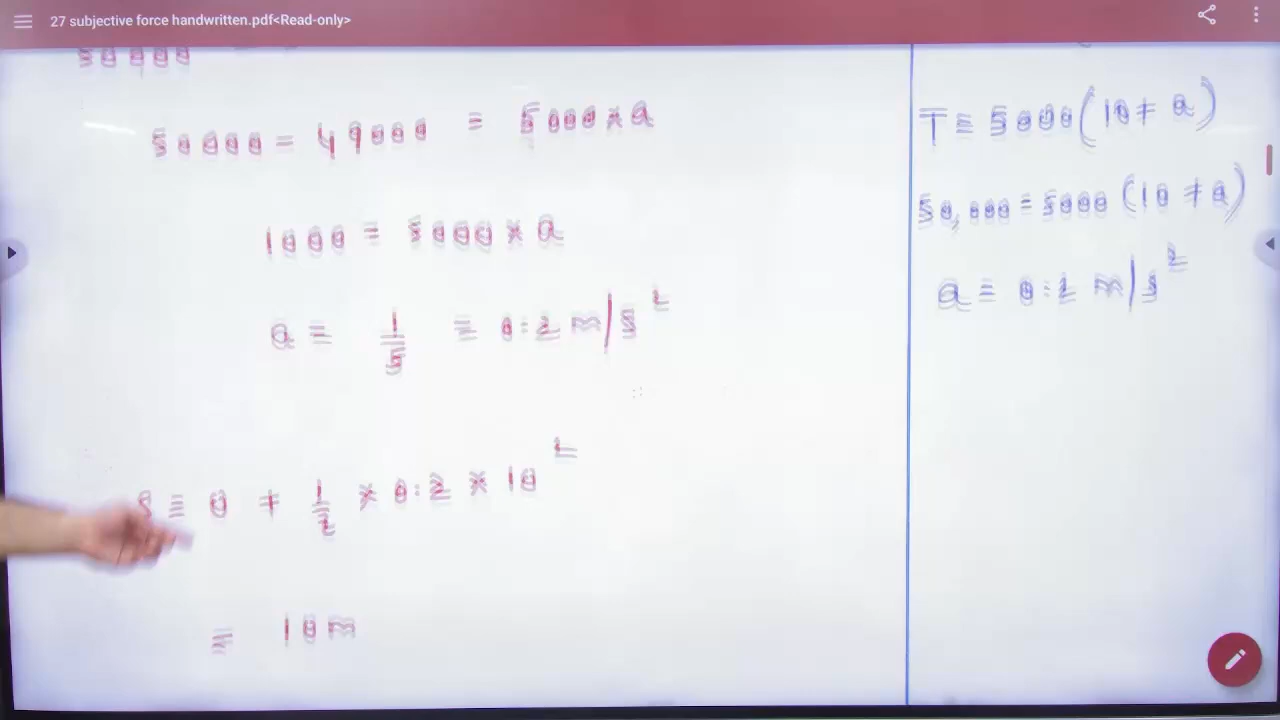 27 subjective force handwritten.pdf<Read-only>
50000 - 49000 = 5000 × a
1000 = 5000 × a
a = 1/5 = 0.2 m/s²
S = 0 + 1/2 × 0.2 × 10²
= 10m
T = 5000(10 + a)
50,000 = 5000 (10 + a)
a = 0.2 m/s²